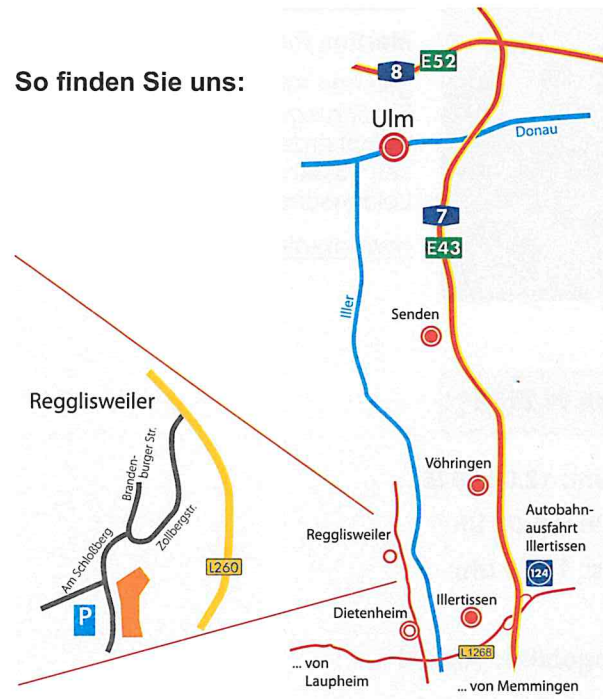 So finden Sie uns:
8
E52
Ulm
Donau
7
E43
Iller
Senden
Regglisweiler
Branden-
burger Str.
Zollbergstr.
Am Schloßberg
L260
P
Vöhringen
Autobahn-
ausfahrt
Illertissen
124
Regglisweiler
Dietenheim
Illertissen
L1268
... von
Laupheim
... von Memmingen